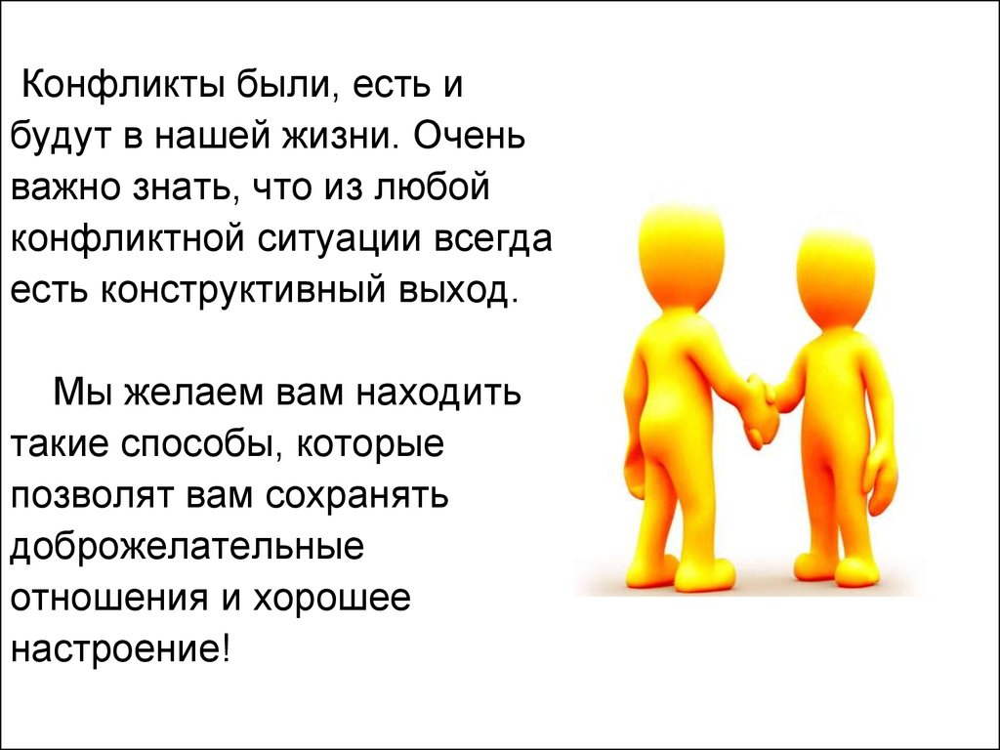 Конфликты были, есть и
будут в нашей жизни. Очень
важно знать, что из любой
конфликтной ситуации всегда
есть конструктивный выход.
Мы желаем вам находить
такие способы, которые
позволят вам сохранять
доброжелательные
отношения и хорошее
настроение!